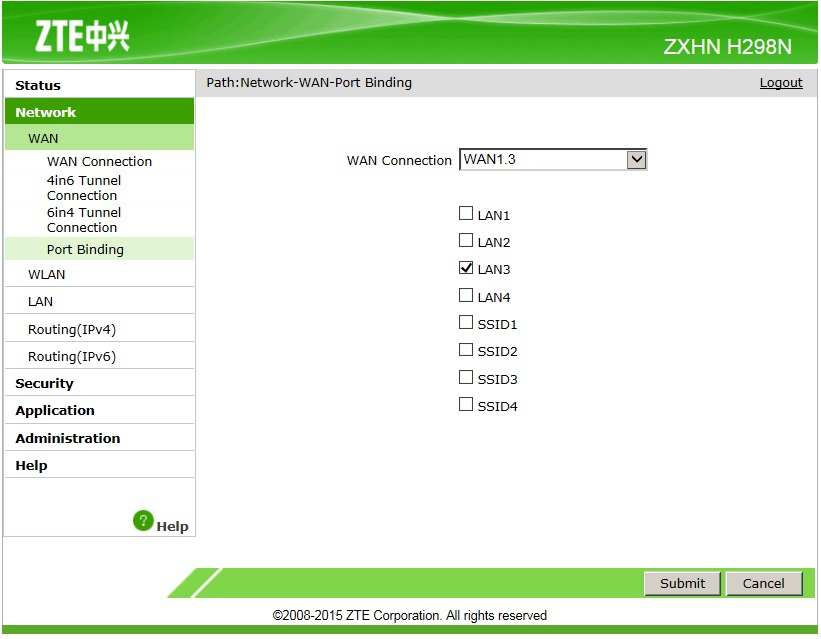 ZTE中兴
ZXHN H298N
Status
Path:Network-WAN-Port Binding
Logout
Network
WAN
WAN Connection
4in6 Tunnel
Connection
6in4 Tunnel
Connection
Port Binding
WLAN
LAN
Routing(IPv4)
Routing(IPv6)
Security
Application
Administration
Help
? Help
WAN Connection WAN1.3
LAN1
LAN2
LAN3
LAN4
SSID1
SSID2
SSID3
SSID4
Submit
Cancel
©2008-2015 ZTE Corporation. All rights reserved